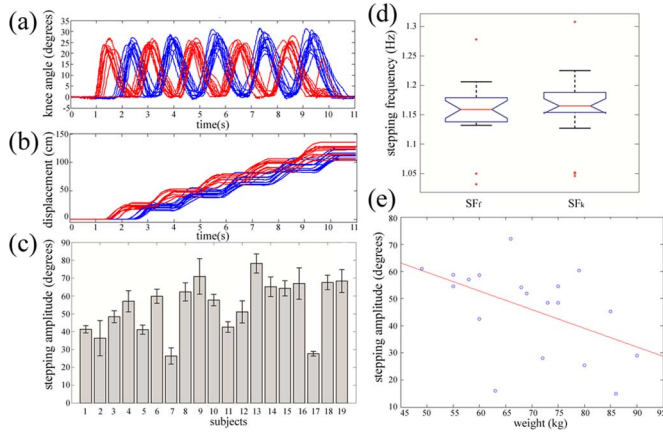 (a)
knee angle (degrees)
35
30
25
20
15
10
5
0
-5
0 1 2 3 4 5 6 7 8 9 10 11
time(s)
(b)
displacement (cm)
150
100
50
0
0 1 2 3 4 5 6 7 8 9 10 11
time(s)
(c)
stepping amplitude (degrees)
90
80
70
60
50
40
30
20
10
0
1 2 3 4 5 6 7 8 9 10 11 12 13 14 15 16 17 18 19
subjects
(d)
stepping frequency (Hz)
1.3
1.25
1.2
1.15
1.1
1.05
SFf
SFk
(e)
stepping amplitude (degrees)
80
70
60
50
40
30
20
10
45 50 55 60 65 70 75 80 85 90 95
weight (kg)